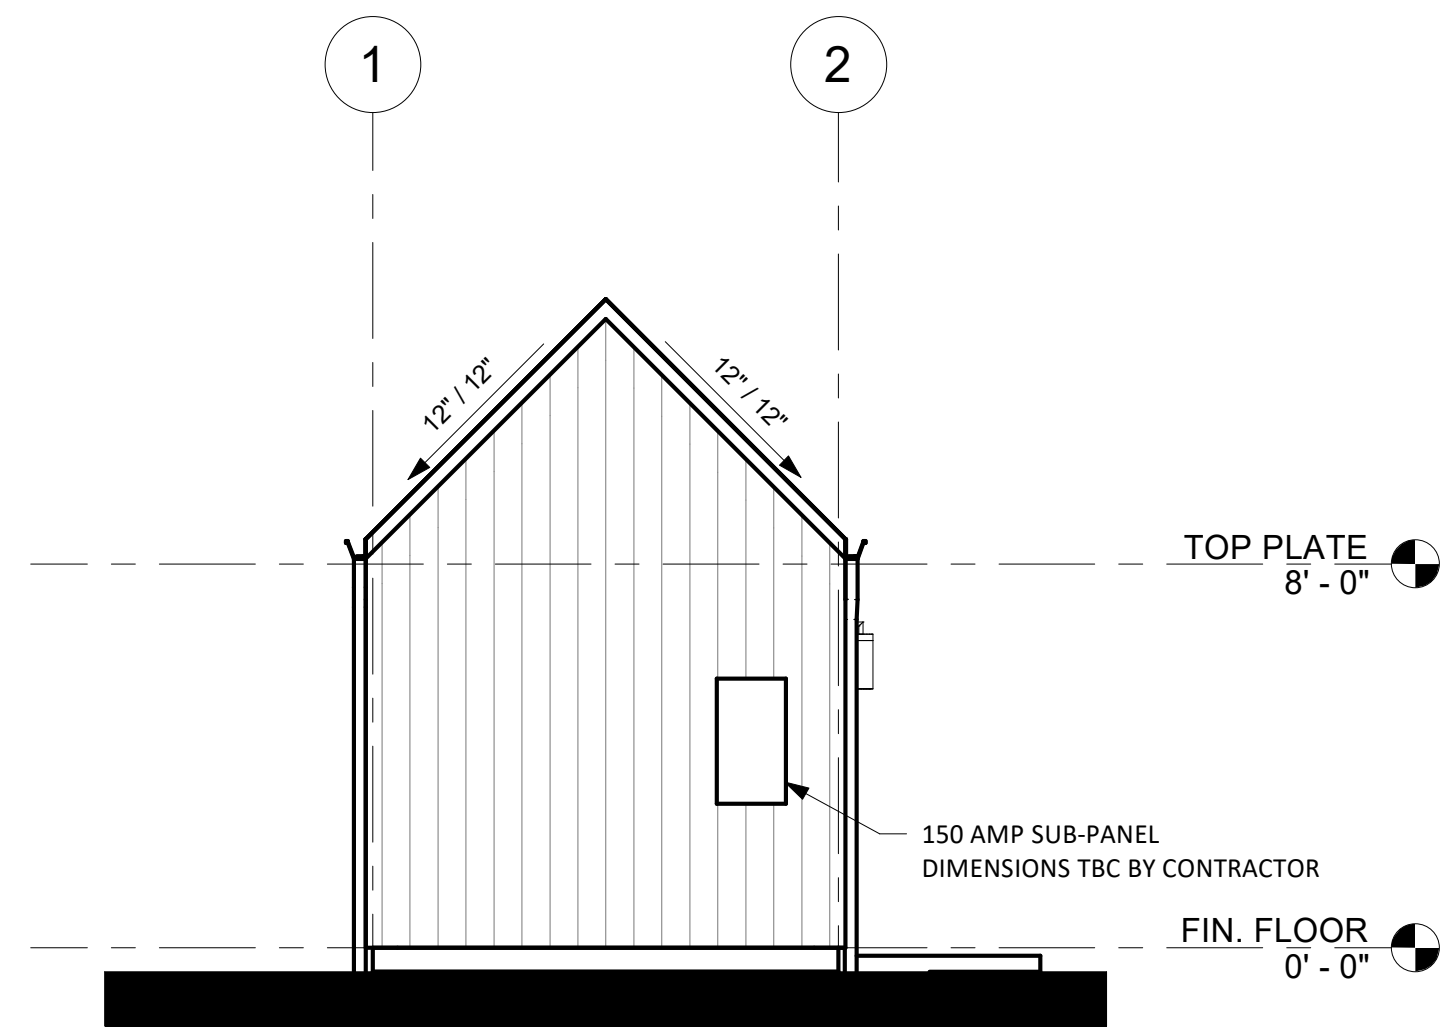 1
2
12" / 12"
12" / 12"
TOP PLATE
8' - 0"
150 AMP SUB-PANEL
DIMENSIONS TBC BY CONTRACTOR
FIN. FLOOR
0' - 0"